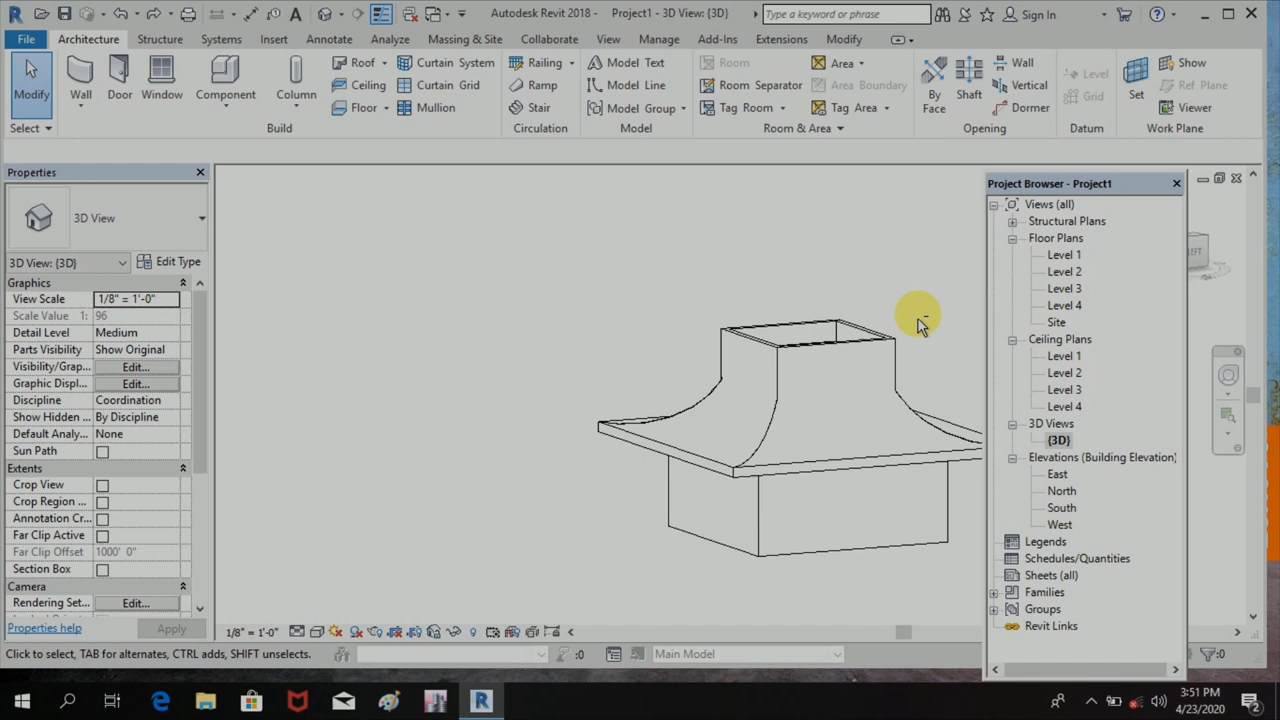 Autodesk Revit 2018 - Project1 - 3D View: {3D}
Type a keyword or phrase
Sign In
File Architecture Structure Systems Insert Annotate Analyze Massing & Site Collaborate View Manage Add-Ins Extensions Modify
Modify
Wall
Door
Window
Component
Column
Roof
Ceiling
Floor
Curtain System
Curtain Grid
Mullion
Railing
Ramp
Stair
Model Text
Model Line
Model Group
Room
Room Separator
Tag Room
Area
Area Boundary
Tag Area
By
Face
Shaft
Wall
Vertical
Dormer
Level
Grid
Set
Show
Ref Plane
Viewer
Select Build Circulation Model Room & Area Opening Datum Work Plane
Properties
3D View
3D View: {3D} Edit Type
Graphics
View Scale 1/8" = 1'-0"
Scale Value 1: 96
Detail Level Medium
Parts Visibility Show Original
Visibility/Grap... Edit...
Graphic Displ... Edit...
Discipline Coordination
Show Hidden ... By Discipline
Default Analy... None
Sun Path
Extents
Crop View
Crop Region ...
Annotation Cr...
Far Clip Active
Far Clip Offset 1000' 0"
Section Box
Camera
Rendering Set... Edit...
Properties help Apply
Project Browser - Project1
Views (all)
Structural Plans
Floor Plans
Level 1
Level 2
Level 3
Level 4
Site
Ceiling Plans
Level 1
Level 2
Level 3
Level 4
3D Views
{3D}
Elevations (Building Elevation)
East
North
South
West
Legends
Schedules/Quantities
Sheets (all)
Families
Groups
Revit Links
LEFT
1/8" = 1'-0"
Click to select, TAB for alternates, CTRL adds, SHIFT unselects.
:0
Main Model
:0
3:51 PM
4/23/2020
2